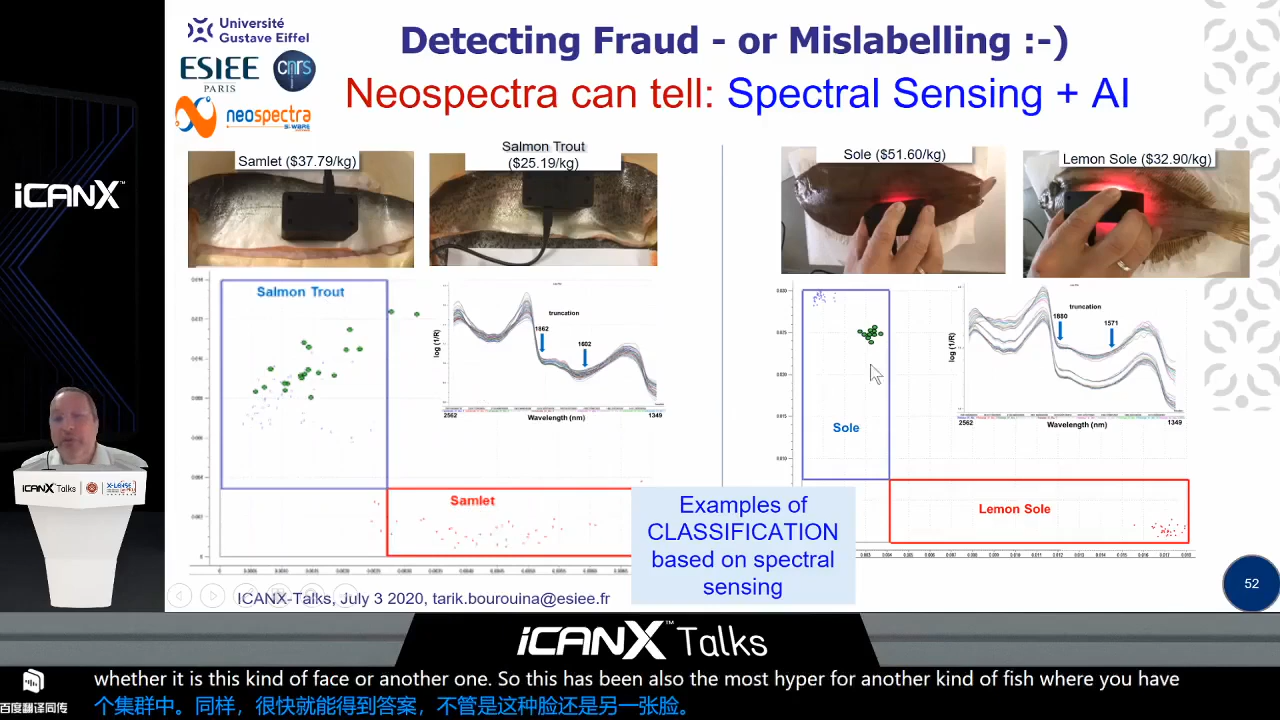 Université
Gustave Eiffel
ESIEE
PARIS
cnrs
neospectra
Detecting Fraud - or Mislabelling :-)
Neospectra can tell: Spectral Sensing + AI
iCANX™
Samlet ($37.79/kg)
Salmon Trout
($25.19/kg)
Sole ($51.60/kg)
Lemon Sole ($32.90/kg)
Salmon Trout
truncation
1862
1602
log (1/R)
2562
Wavelength (nm)
1349
Samlet
truncation
1880
1571
log (1/R)
2562
Wavelength (nm)
1349
Sole
Lemon Sole
Examples of
CLASSIFICATION
based on spectral
sensing
52
ICANX-Talks, July 3 2020, tarik.bourouina@esiee.fr
iCANX Talks
iCANX™ Talks
whether it is this kind of face or another one. So this has been also the most hyper for another kind of fish where you have
百度翻译同传
个集群中。同样，很快就能得到答案，不管是这种脸还是另一张脸。